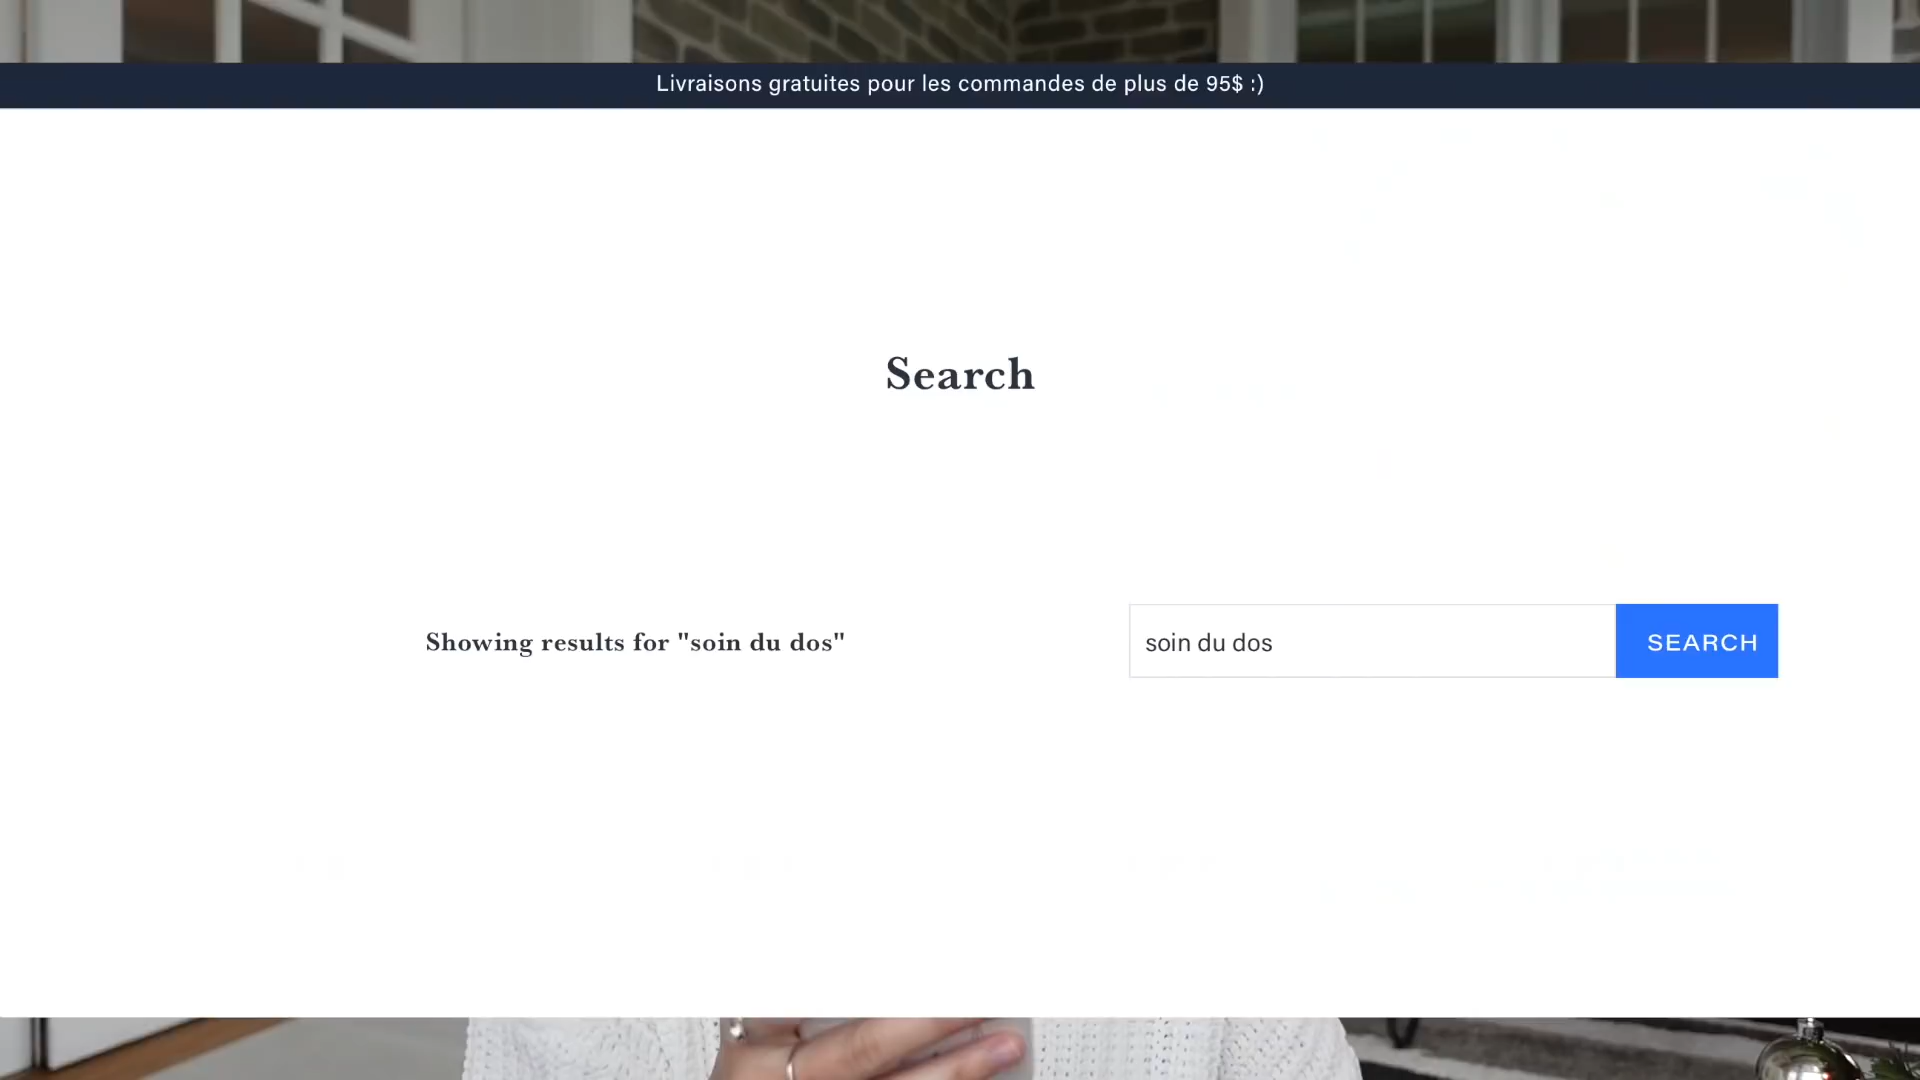 Livraisons gratuites pour les commandes de plus de 95$ :)
Search
Showing results for "soin du dos"
soin du dos
SEARCH